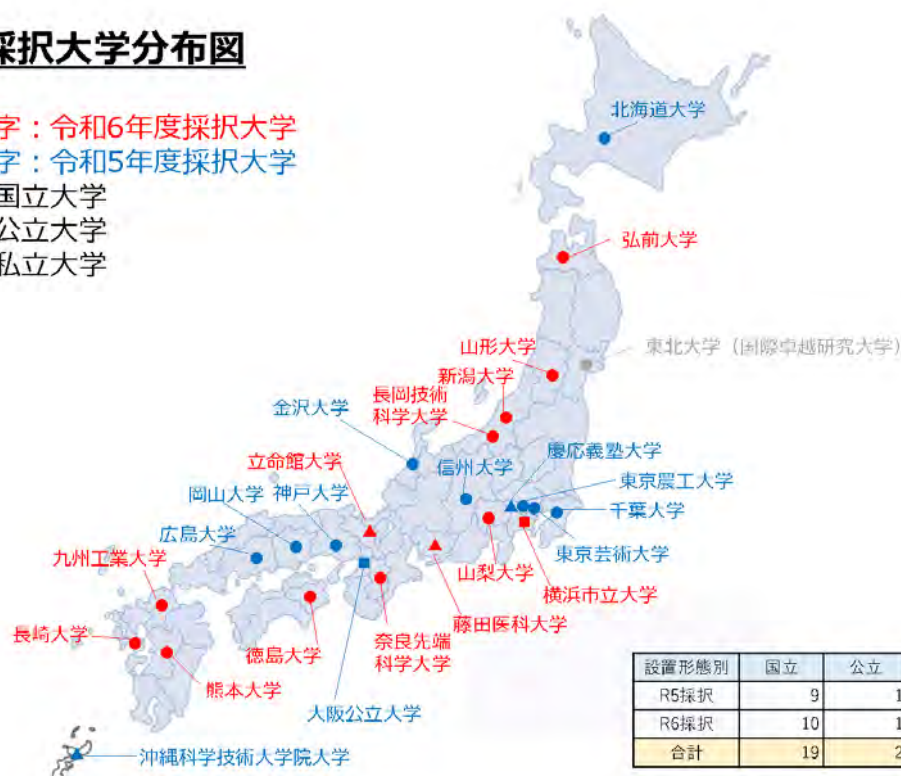 採択大学分布図
字：令和6年度採択大学
字：令和5年度採択大学
国立大学
公立大学
私立大学
北海道大学
弘前大学
東北大学（国際卓越研究大学）
山形大学
新潟大学
長岡技術
科学大学
金沢大学
慶応義塾大学
信州大学
立命館大学
東京農工大学
岡山大学
神戸大学
千葉大学
広島大学
東京芸術大学
九州工業大学
山梨大学
横浜市立大学
藤田医科大学
長崎大学
奈良先端
科学大学
徳島大学
熊本大学
大阪公立大学
沖縄科学技術大学院大学
設置形態別 国立 公立
R5採択 9 1
R6採択 10 1
合計 19 2